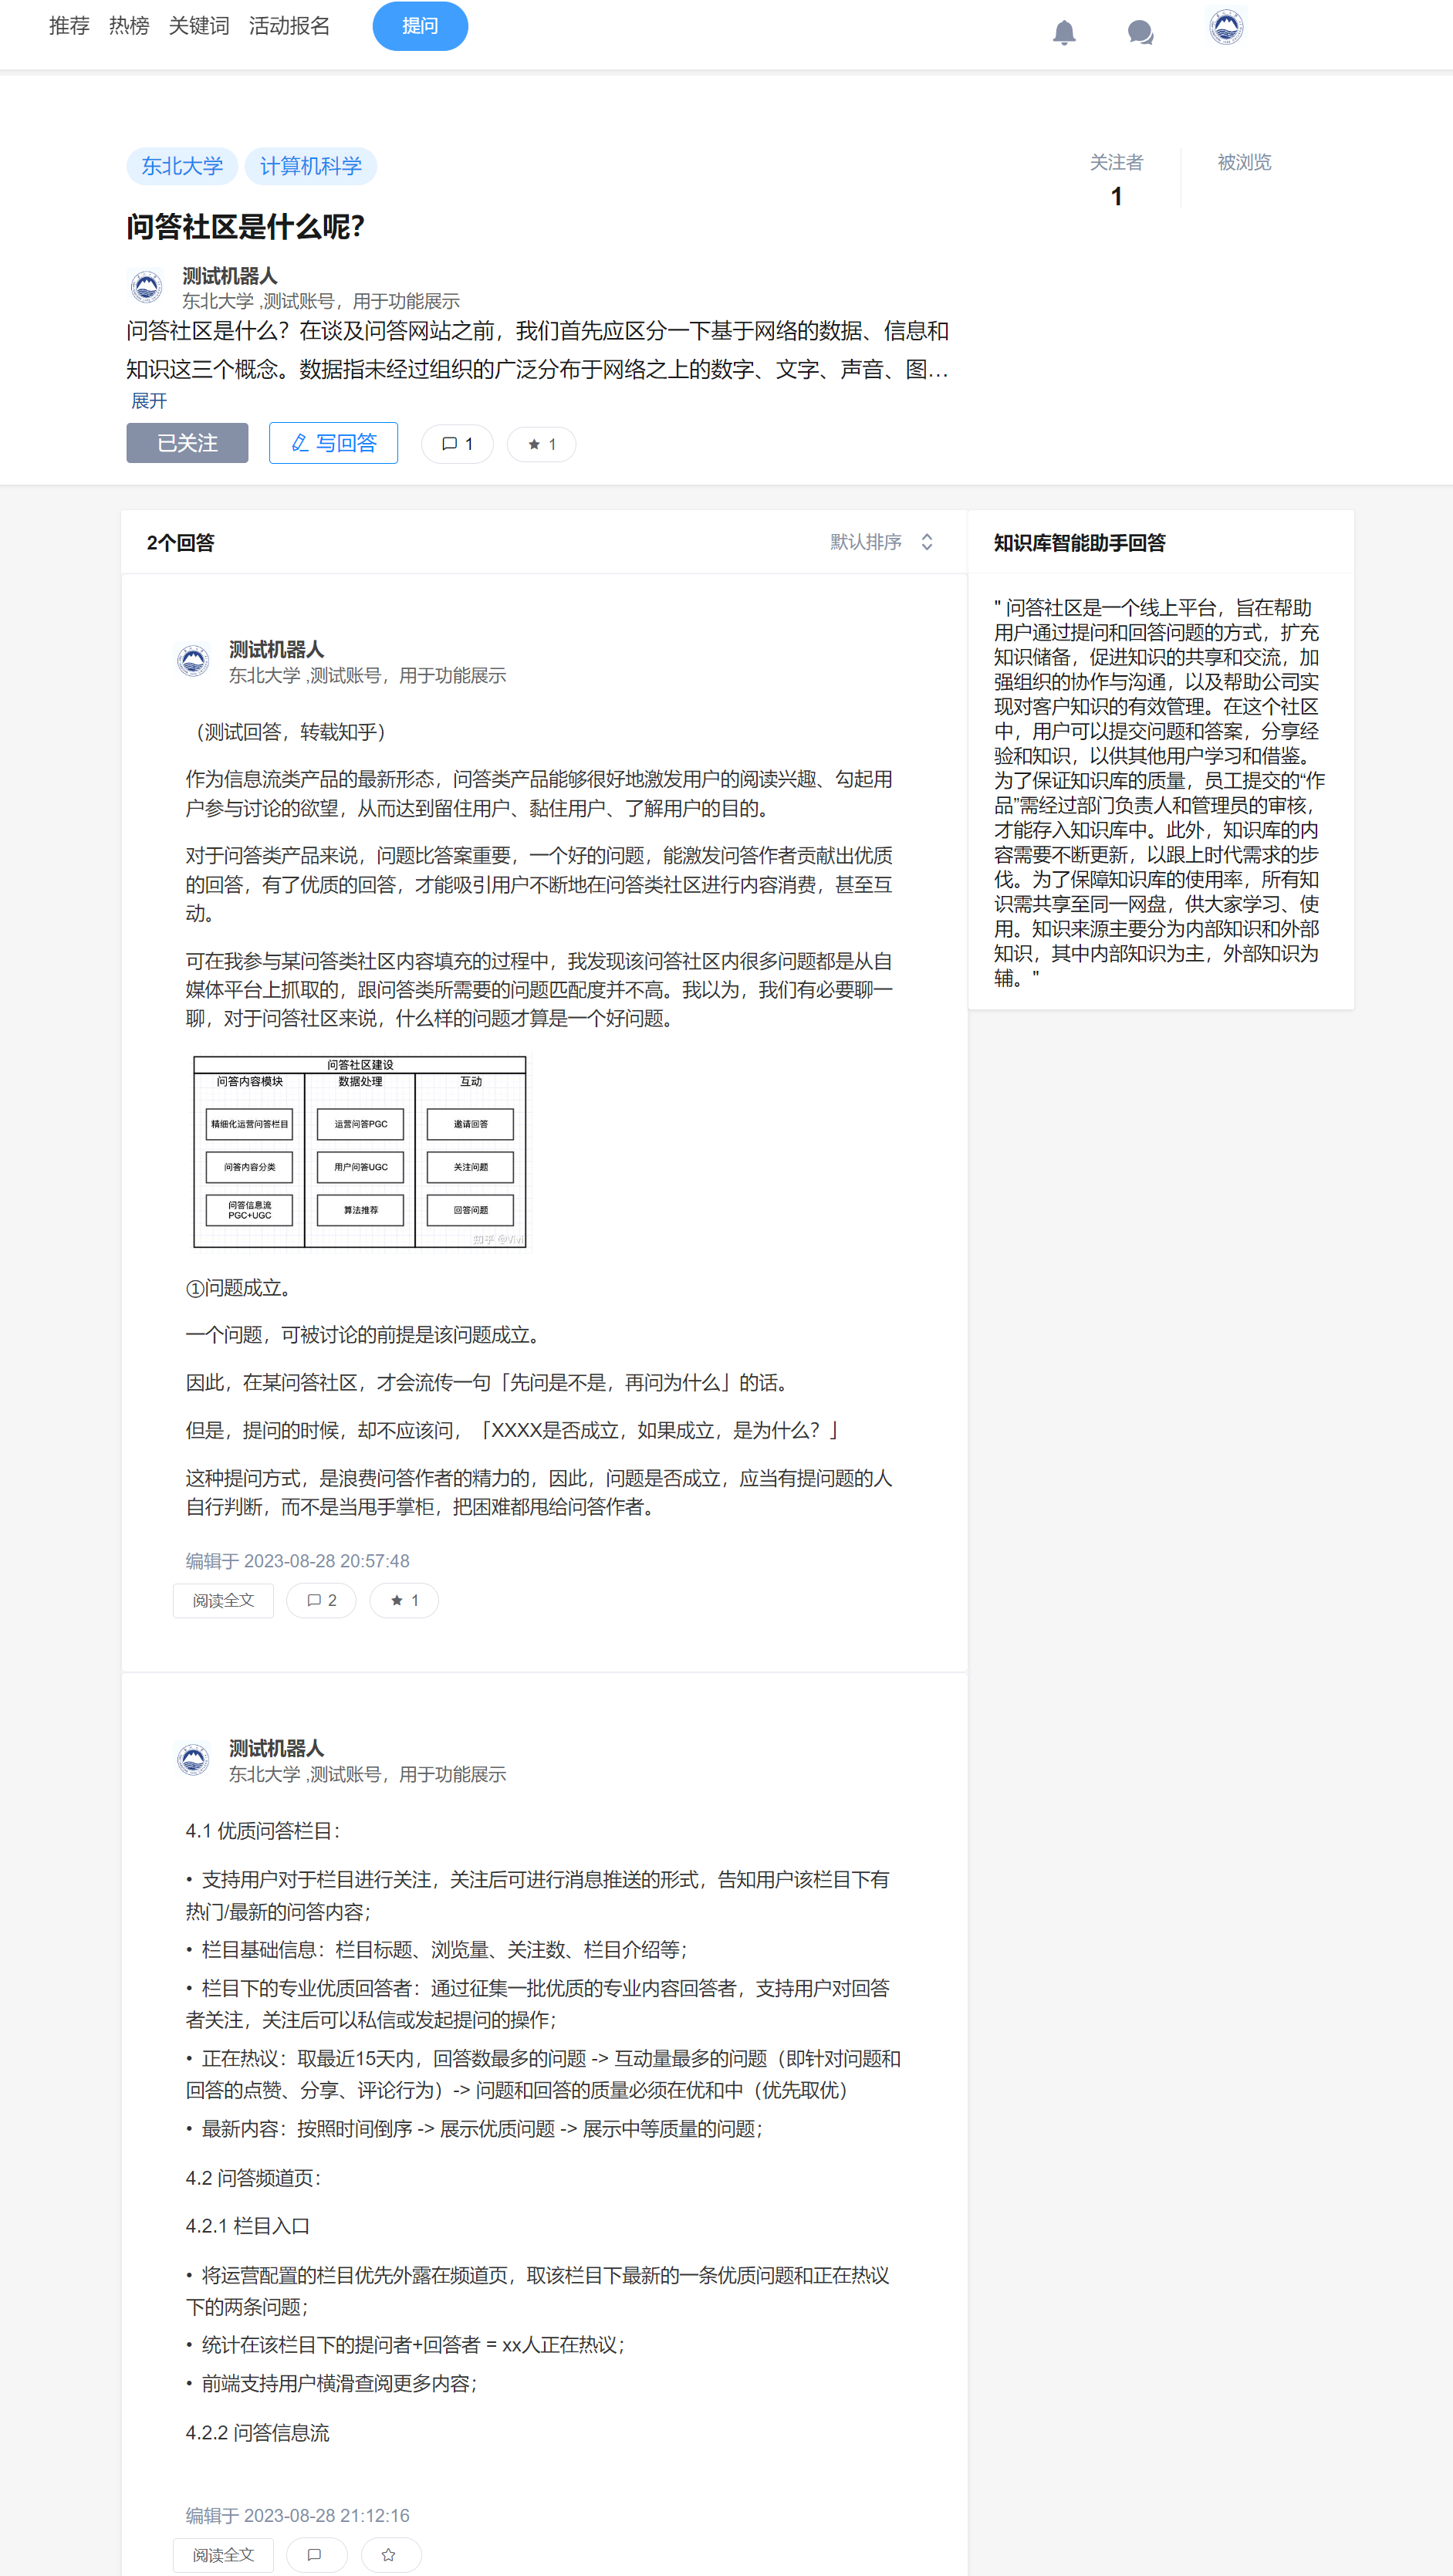 推荐 热榜 关键词 活动报名 提问
东北大学 计算机科学
关注者 被浏览
1
问答社区是什么呢？
测试机器人
东北大学 ,测试账号，用于功能展示
问答社区是什么？在谈及问答网站之前，我们首先应区分一下基于网络的数据、信息和
知识这三个概念。数据指未经过组织的广泛分布于网络之上的数字、文字、声音、图…
展开
已关注 写回答 1 1
2个回答 默认排序
测试机器人
东北大学 ,测试账号，用于功能展示
（测试回答，转载知乎）
作为信息流类产品的最新形态，问答类产品能够很好地激发用户的阅读兴趣、勾起用
户参与讨论的欲望，从而达到留住用户、黏住用户、了解用户的目的。
对于问答类产品来说，问题比答案重要，一个好的问题，能激发问答作者贡献出优质
的回答，有了优质的回答，才能吸引用户不断地在问答类社区进行内容消费，甚至互
动。
可在我参与某问答类社区内容填充的过程中，我发现该问答社区内很多问题都是从自
媒体平台上抓取的，跟问答类所需要的问题匹配度并不高。我以为，我们有必要聊一
聊，对于问答社区来说，什么样的问题才算是一个好问题。
问答社区建设
问答内容模块 数据处理 互动
精细化运营问答栏目 运营问答PGC 邀请回答
问答内容分类 用户问答UGC 关注问题
问答信息流
PGC+UGC 算法推荐 回答问题
知乎 @Vivi
①问题成立。
一个问题，可被讨论的前提是该问题成立。
因此，在某问答社区，才会流传一句「先问是不是，再问为什么」的话。
但是，提问的时候，却不应该问，「XXXX是否成立，如果成立，是为什么？」
这种提问方式，是浪费问答作者的精力的，因此，问题是否成立，应当有提问题的人
自行判断，而不是当甩手掌柜，把困难都甩给问答作者。
编辑于 2023-08-28 20:57:48
阅读全文 2 1
测试机器人
东北大学 ,测试账号，用于功能展示
4.1 优质问答栏目：
• 支持用户对于栏目进行关注，关注后可进行消息推送的形式，告知用户该栏目下有
热门/最新的问答内容；
• 栏目基础信息：栏目标题、浏览量、关注数、栏目介绍等；
• 栏目下的专业优质回答者：通过征集一批优质的专业内容回答者，支持用户对回答
者关注，关注后可以私信或发起提问的操作；
• 正在热议：取最近15天内，回答数最多的问题 -> 互动量最多的问题（即针对问题和
回答的点赞、分享、评论行为）-> 问题和回答的质量必须在优和中（优先取优）
• 最新内容：按照时间倒序 -> 展示优质问题 -> 展示中等质量的问题；
4.2 问答频道页：
4.2.1 栏目入口
• 将运营配置的栏目优先外露在频道页，取该栏目下最新的一条优质问题和正在热议
下的两条问题；
• 统计在该栏目下的提问者+回答者 = xx人正在热议；
• 前端支持用户横滑查阅更多内容；
4.2.2 问答信息流
编辑于 2023-08-28 21:12:16
阅读全文
知识库智能助手回答
" 问答社区是一个线上平台，旨在帮助
用户通过提问和回答问题的方式，扩充
知识储备，促进知识的共享和交流，加
强组织的协作与沟通，以及帮助公司实
现对客户知识的有效管理。在这个社区
中，用户可以提交问题和答案，分享经
验和知识，以供其他用户学习和借鉴。
为了保证知识库的质量，员工提交的“作
品”需经过部门负责人和管理员的审核，
才能存入知识库中。此外，知识库的内
容需要不断更新，以跟上时代需求的步
伐。为了保障知识库的使用率，所有知
识需共享至同一网盘，供大家学习、使
用。知识来源主要分为内部知识和外部
知识，其中内部知识为主，外部知识为
辅。"